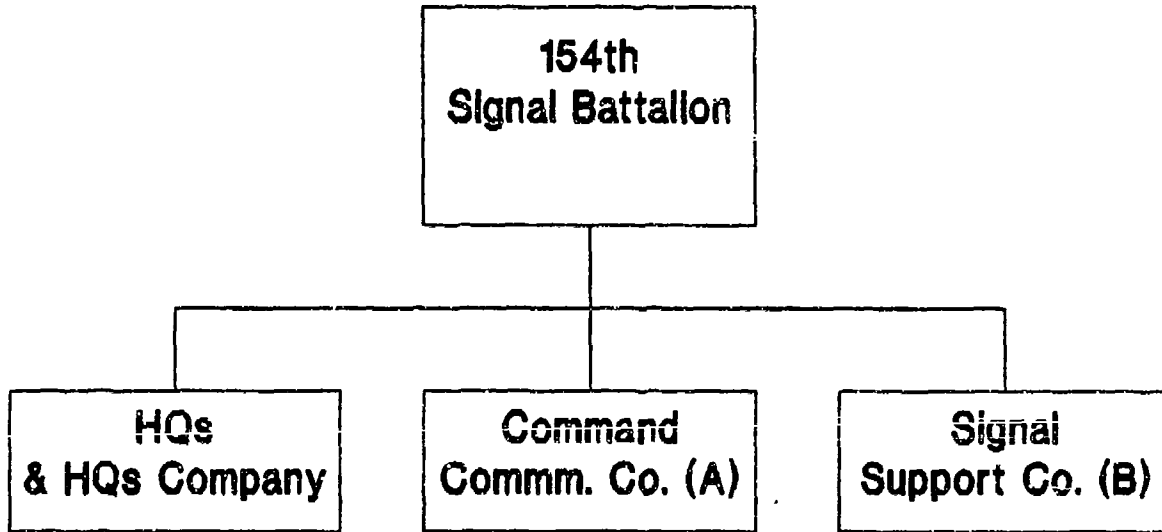 154th
Signal Battalion
HQs
& HQs Company
Command
Commm. Co. (A)
Signal
Support Co. (B)